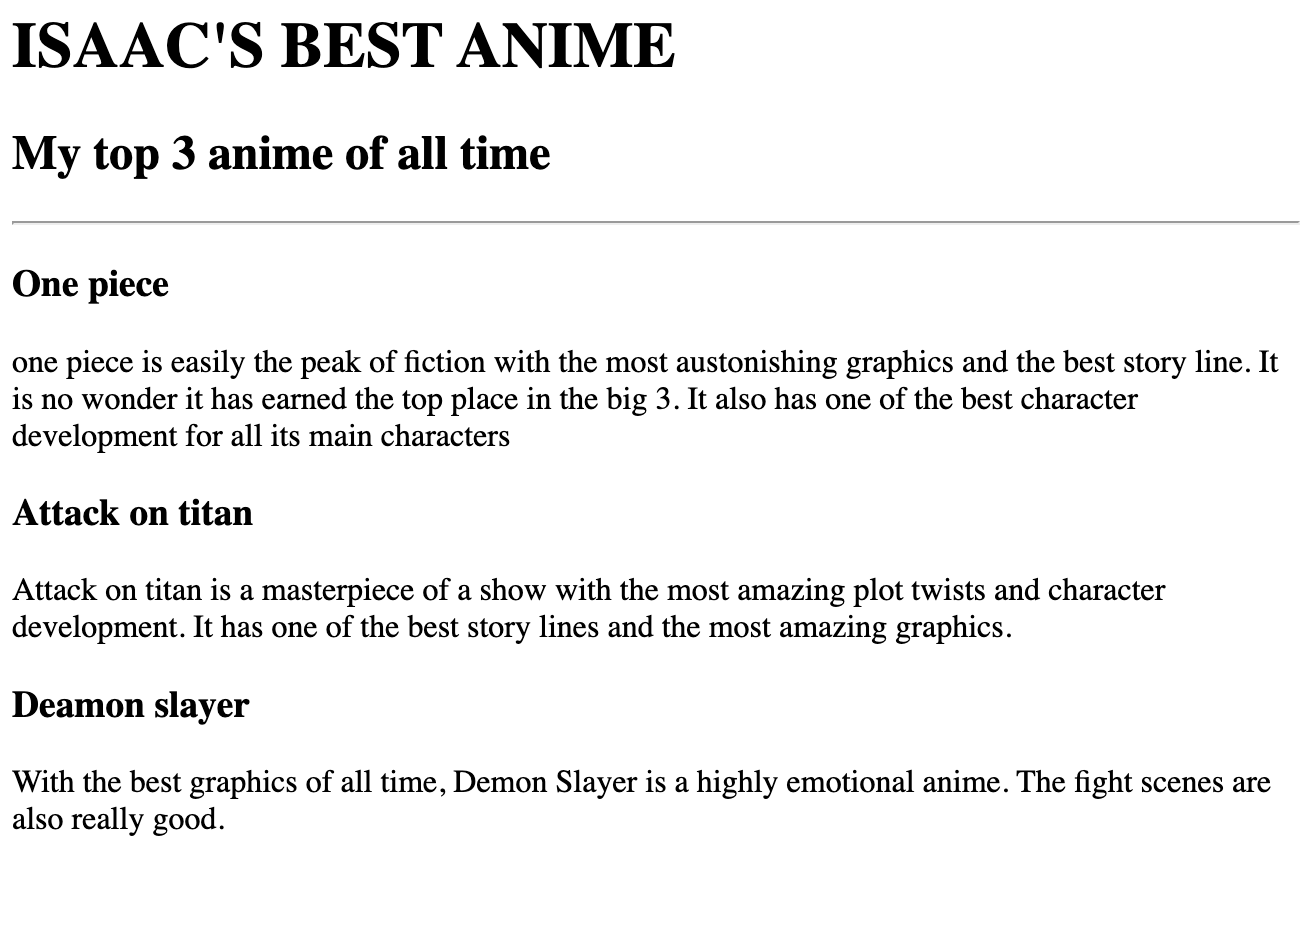 ISAAC'S BEST ANIME
My top 3 anime of all time
One piece
one piece is easily the peak of fiction with the most austonishing graphics and the best story line. It
is no wonder it has earned the top place in the big 3. It also has one of the best character
development for all its main characters
Attack on titan
Attack on titan is a masterpiece of a show with the most amazing plot twists and character
development. It has one of the best story lines and the most amazing graphics.
Deamon slayer
With the best graphics of all time, Demon Slayer is a highly emotional anime. The fight scenes are
also really good.